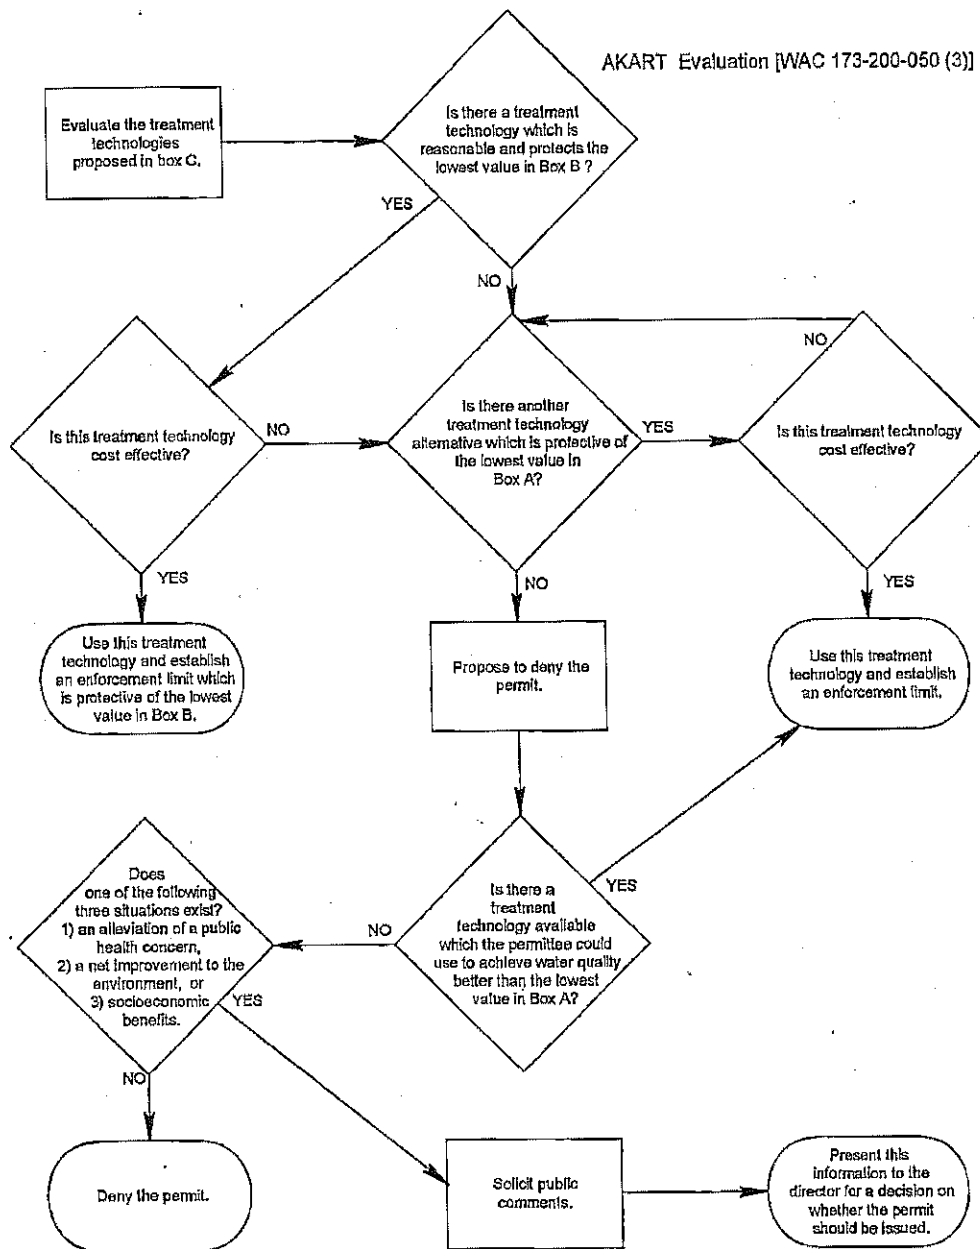 AKART Evaluation [WAC 173-200-050 (3)]
Evaluate the treatment
technologies
proposed in box C.
Is there a treatment
technology which is
reasonable and protects the
lowest value in Box B ?
YES
NO
NO
Is this treatment technology
cost effective?
NO
Is there another
treatment technology
alternative which is protective of
the lowest value in
Box A?
YES
Is this treatment technology
cost effective?
YES
NO
YES
Use this treatment
technology and establish
an enforcement limit which
is protective of the lowest
value in Box B.
Propose to deny the
permit.
Use this treatment
technology and establish
an enforcement limit.
Does
one of the following
three situations exist?
1) an alleviation of a public
health concern,
2) a net improvement to the
environment, or
3) socioeconomic
benefits.
NO
Is there a
treatment
technology available
which the permittee could
use to achieve water quality
better than the lowest
value in Box A?
YES
YES
NO
Deny the permit.
Solicit public
comments.
Present this
information to the
director for a decision on
whether the permit
should be issued.